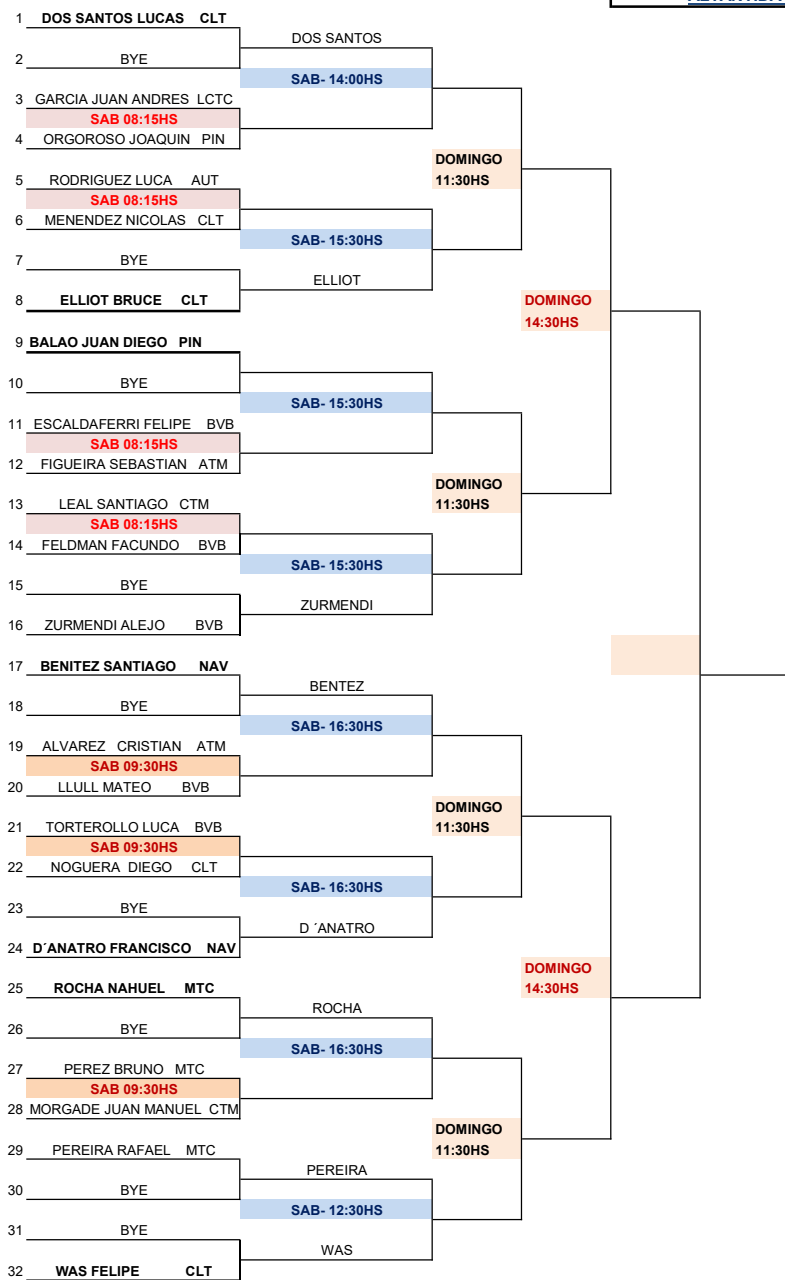 1 DOS SANTOS LUCAS CLT
DOS SANTOS
2 BYE
SAB- 14:00HS
3 GARCIA JUAN ANDRES LCTC
SAB 08:15HS
4 ORGOROSO JOAQUIN PIN
DOMINGO
11:30HS
5 RODRIGUEZ LUCA AUT
SAB 08:15HS
6 MENENDEZ NICOLAS CLT
SAB- 15:30HS
7 BYE
ELLIOT
8 ELLIOT BRUCE CLT
DOMINGO
14:30HS
9 BALAO JUAN DIEGO PIN
10 BYE
SAB- 15:30HS
11 ESCALDAFERRI FELIPE BVB
SAB 08:15HS
12 FIGUEIRA SEBASTIAN ATM
DOMINGO
11:30HS
13 LEAL SANTIAGO CTM
SAB 08:15HS
14 FELDMAN FACUNDO BVB
SAB- 15:30HS
15 BYE
ZURMENDI
16 ZURMENDI ALEJO BVB
17 BENITEZ SANTIAGO NAV
BENTEZ
18 BYE
SAB- 16:30HS
19 ALVAREZ CRISTIAN ATM
SAB 09:30HS
20 LLULL MATEO BVB
DOMINGO
11:30HS
21 TORTEROLLO LUCA BVB
SAB 09:30HS
22 NOGUERA DIEGO CLT
SAB- 16:30HS
23 BYE
D ´ANATRO
24 D´ANATRO FRANCISCO NAV
DOMINGO
14:30HS
25 ROCHA NAHUEL MTC
ROCHA
26 BYE
SAB- 16:30HS
27 PEREZ BRUNO MTC
SAB 09:30HS
28 MORGADE JUAN MANUEL CTM
DOMINGO
11:30HS
29 PEREIRA RAFAEL MTC
PEREIRA
30 BYE
SAB- 12:30HS
31 BYE
WAS
32 WAS FELIPE CLT